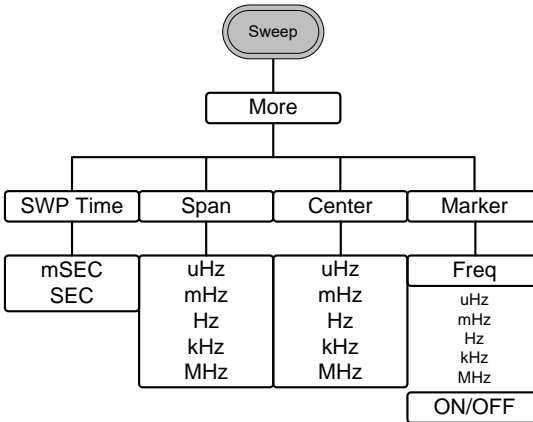 Sweep
More
SWP Time
Span
Center
Marker
mSEC
SEC
uHz
mHz
Hz
kHz
MHz
uHz
mHz
Hz
kHz
MHz
Freq
uHz
mHz
Hz
kHz
MHz
ON/OFF